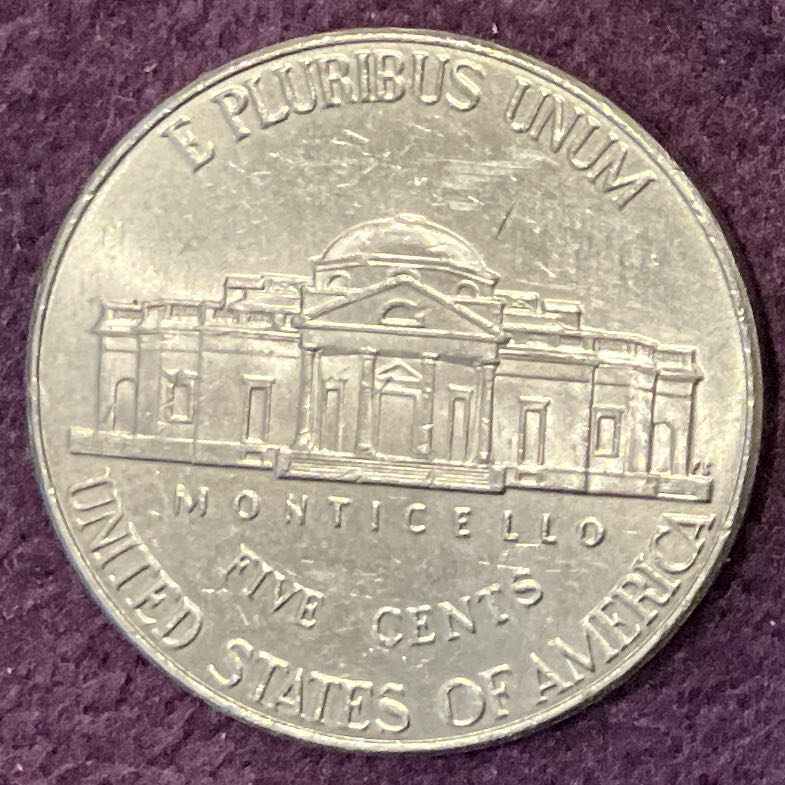 E PLURIBUS UNUM
MONTICELLO
FIVE CENTS
UNITED STATES OF AMERICA